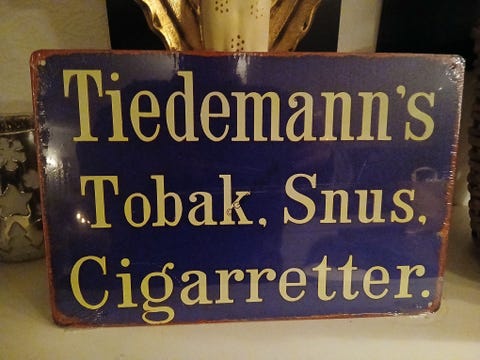 Tiedemann's
Tobak, Snus,
Cigarretter.